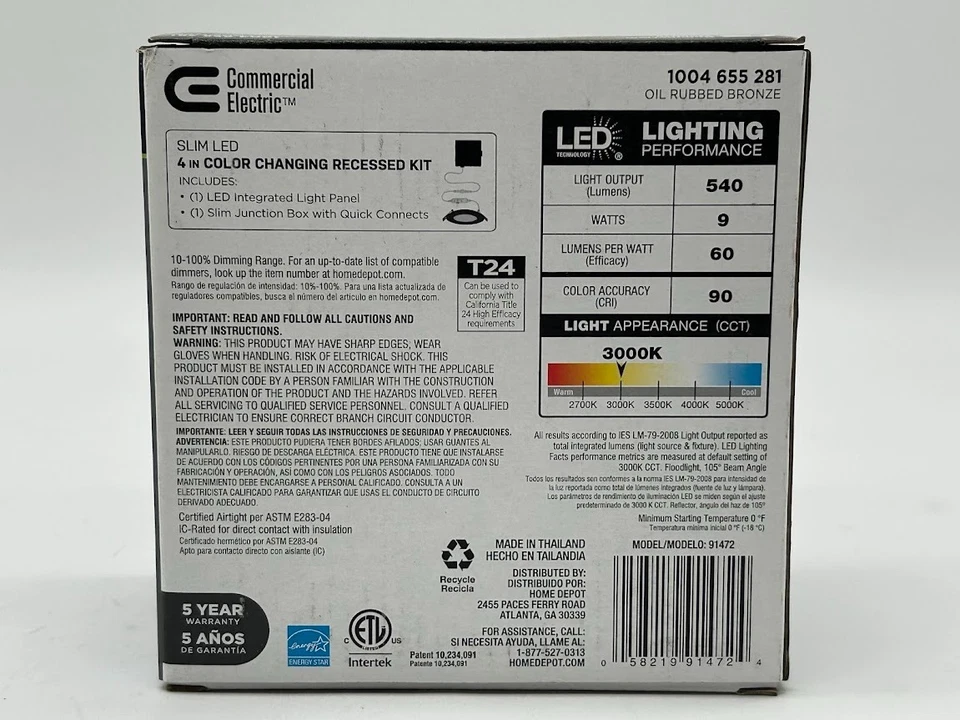 Commercial
Electric™
1004 655 281
OIL RUBBED BRONZE
SLIM LED
4 IN COLOR CHANGING RECESSED KIT
INCLUDES:
• (1) LED Integrated Light Panel
• (1) Slim Junction Box with Quick Connects
10-100% Dimming Range. For an up-to-date list of compatible
dimmers, look up the item number at homedepot.com.
Rango de regulación de intensidad: 10%-100%. Para una lista actualizada de
reguladores compatibles, busca el número del artículo en homedepot.com.
T24
Can be used to
comply with
California Title
24 High Efficacy
requirements
IMPORTANT: READ AND FOLLOW ALL CAUTIONS AND
SAFETY INSTRUCTIONS.
WARNING: THIS PRODUCT MAY HAVE SHARP EDGES; WEAR
GLOVES WHEN HANDLING. RISK OF ELECTRICAL SHOCK. THIS
PRODUCT MUST BE INSTALLED IN ACCORDANCE WITH THE APPLICABLE
INSTALLATION CODE BY A PERSON FAMILIAR WITH THE CONSTRUCTION
AND OPERATION OF THE PRODUCT AND THE HAZARDS INVOLVED. REFER
ALL SERVICING TO QUALIFIED SERVICE PERSONNEL. CONSULT A QUALIFIED
ELECTRICIAN TO ENSURE CORRECT BRANCH CIRCUIT CONDUCTOR.
IMPORTANTE: LEER Y SEGUIR TODAS LAS INSTRUCCIONES DE SEGURIDAD Y PRECAUCIONES.
ADVERTENCIA: ESTE PRODUCTO PUDIERA TENER BORDES AFILADOS; USAR GUANTES AL
MANIPULARLO. RIESGO DE DESCARGA ELÉCTRICA. ESTE PRODUCTO TIENE QUE INSTALARSE
DE ACUERDO CON LOS CÓDIGOS PERTINENTES POR UNA PERSONA FAMILIARIZADA CON SU
FABRICACIÓN Y OPERACIÓN, ASÍ COMO CON LOS PELIGROS ASOCIADOS. TODO
MANTENIMIENTO DEBE ENCARGARSE A PERSONAL CALIFICADO. CONSULTA A UN
ELECTRICISTA CALIFICADO PARA GARANTIZAR QUE USAS EL CONDUCTO DE CIRCUITO
DERIVADO ADECUADO.
Certified Airtight per ASTM E283-04
IC-Rated for direct contact with insulation
Certificado hermético por ASTM E283-04
Apto para contacto directo con aislante (IC)
5 YEAR
WARRANTY
5 AÑOS
DE GARANTÍA
energy
ENERGY STAR
C ETL US
LISTED
Intertek
Recycle
Recicla
MADE IN THAILAND
HECHO EN TAILANDIA
DISTRIBUTED BY:
DISTRIBUIDO POR:
HOME DEPOT
2455 PACES FERRY ROAD
ATLANTA, GA 30339
FOR ASSISTANCE, CALL:
SI NECESITA AYUDA, LLAME AL:
1-877-527-0313
HOMEDEPOT.COM
Patent 10,234,091
Patente 10,234,091
LED
TECHNOLOGY ®
LIGHTING
PERFORMANCE
LIGHT OUTPUT
(Lumens)
540
WATTS
9
LUMENS PER WATT
(Efficacy)
60
COLOR ACCURACY
(CRI)
90
LIGHT APPEARANCE (CCT)
3000K
Warm Cool
2700K 3000K 3500K 4000K 5000K
All results according to IES LM-79-2008 Light Output reported as
total integrated lumens (light source & fixture). LED Lighting
Facts performance metrics are measured at default setting of
3000K CCT. Floodlight, 105° Beam Angle
Todos los resultados son conformes a la norma IES LM-79-2008 para intensidad de
la luz reportada como total de lúmenes integrados (fuente de luz y lámpara).
Los parámetros de rendimiento de iluminación LED se miden según el ajuste
predeterminado de 3000 K CCT. Reflector, ángulo del haz de 105°
Minimum Starting Temperature 0 °F
Temperatura mínima inicial 0 °F (-18 °C)
MODEL/MODELO: 91472
0 58219 91472 4